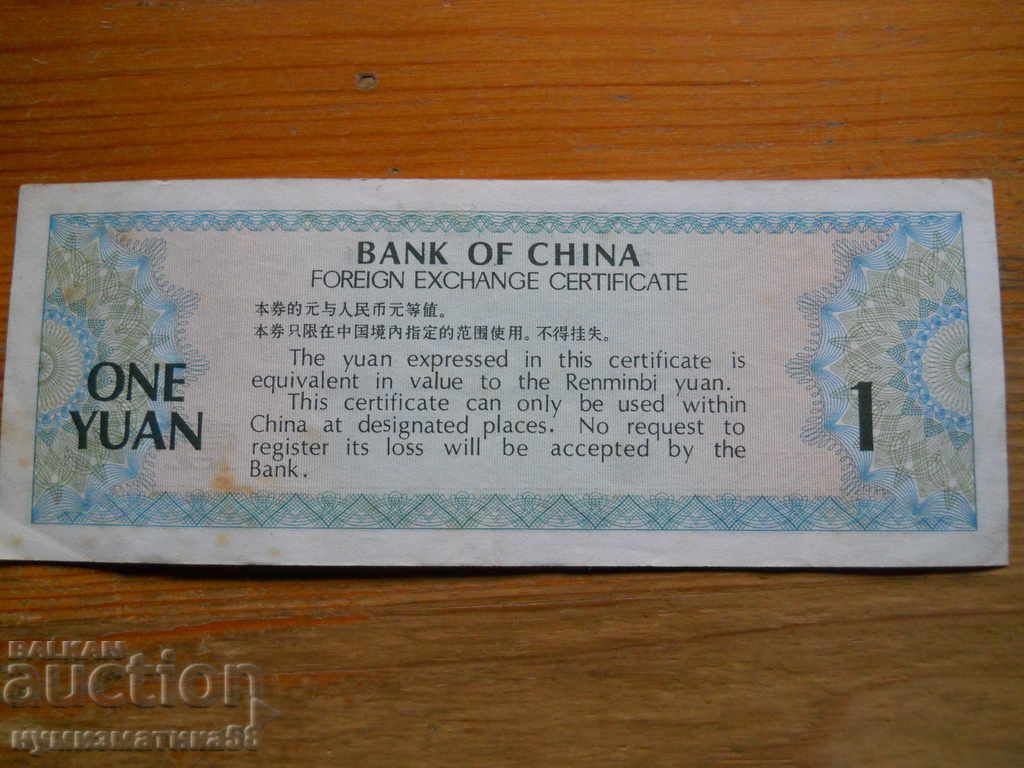 BANK OF CHINA
FOREIGN EXCHANGE CERTIFICATE
本券的元与人民币元等值。
本券只限在中国境内指定的范围使用。不得挂失。
The yuan expressed in this certificate is
equivalent in value to the Renminbi yuan.
This certificate can only be used within
China at designated places. No request to
register its loss will be accepted by the
Bank.
ONE
YUAN
1
BALKAN
auction
нумизматика58